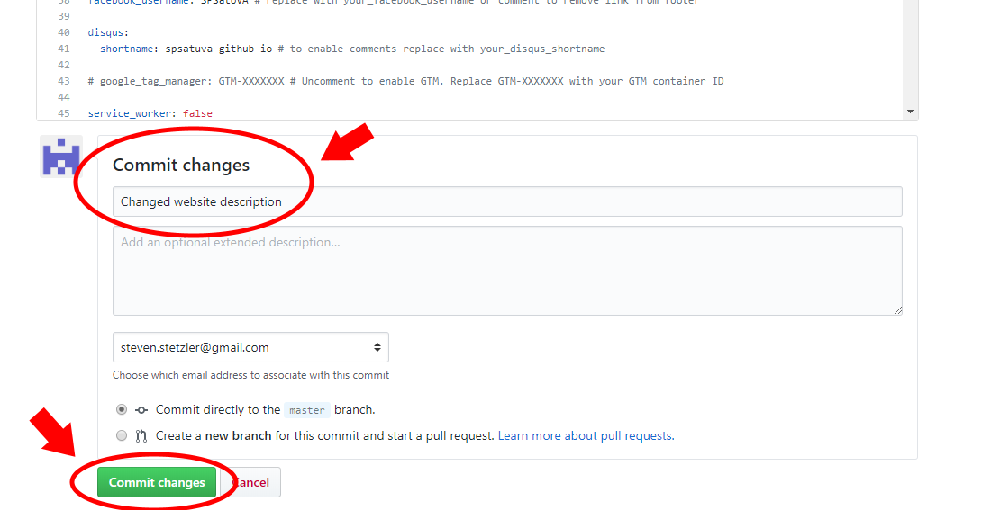 38 facebook_username: SPSatUVA # replace with your_facebook_username or comment to remove link from footer
39
40 disqus:
41 shortname: spsatuva-github-io # to enable comments replace with your_disqus_shortname
42
43 # google_tag_manager: GTM-XXXXXXX # Uncomment to enable GTM. Replace GTM-XXXXXXX with your GTM container ID
44
45 service_worker: false
Commit changes
Changed website description
Add an optional extended description...
steven.stetzler@gmail.com
Choose which email address to associate with this commit
Commit directly to the master branch.
Create a new branch for this commit and start a pull request. Learn more about pull requests.
Commit changes Cancel